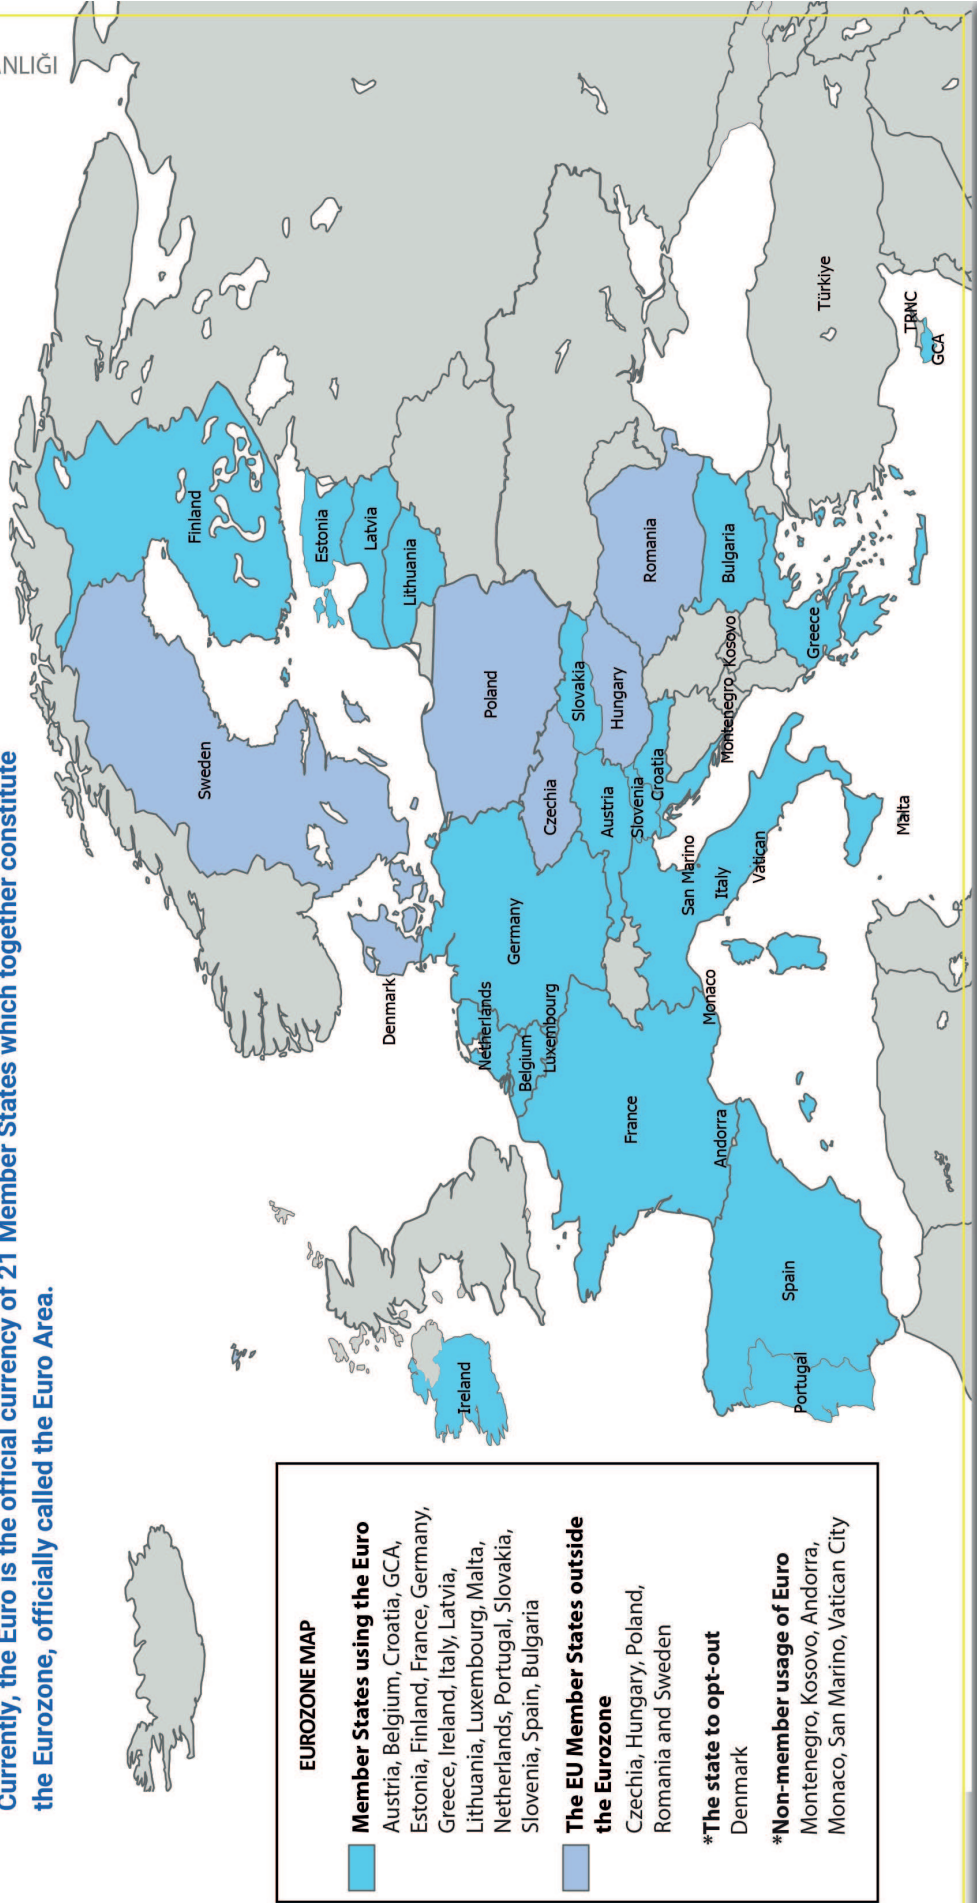 ANLIĞI
Currently, the Euro is the official currency of 21 Member States which together constitute
the Eurozone, officially called the Euro Area.
EUROZONE MAP
Member States using the Euro
Austria, Belgium, Croatia, GCA,
Estonia, Finland, France, Germany,
Greece, Ireland, Italy, Latvia,
Lithuania, Luxembourg, Malta,
Netherlands, Portugal, Slovakia,
Slovenia, Spain, Bulgaria
The EU Member States outside
the Eurozone
Czechia, Hungary, Poland,
Romania and Sweden
*The state to opt-out
Denmark
*Non-member usage of Euro
Montenegro, Kosovo, Andorra,
Monaco, San Marino, Vatican City
Finland
Sweden
Estonia
Latvia
Lithuania
Denmark
Ireland
Netherlands
Poland
Germany
Belgium
Luxembourg
Czechia
Slovakia
Austria
Hungary
France
Slovenia
Romania
Croatia
San Marino
Monaco
Italy
Andorra
Montenegro
Kosovo
Bulgaria
Vatican
Spain
Portugal
Greece
Türkiye
Malta
TRNC
GCA